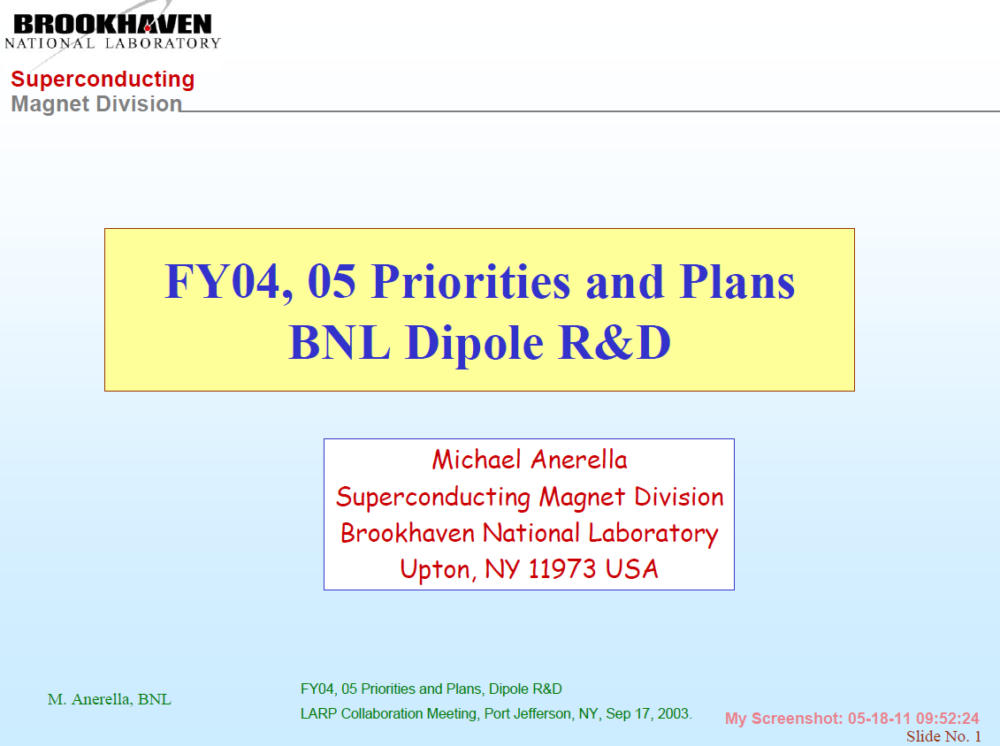 BROOKHAVEN
NATIONAL LABORATORY
Superconducting
Magnet Division
FY04, 05 Priorities and Plans
BNL Dipole R&D
Michael Anerella
Superconducting Magnet Division
Brookhaven National Laboratory
Upton, NY 11973 USA
M. Anerella, BNL
FY04, 05 Priorities and Plans, Dipole R&D
LARP Collaboration Meeting, Port Jefferson, NY, Sep 17, 2003.
My Screenshot: 05-18-11 09:52:24
Slide No. 1